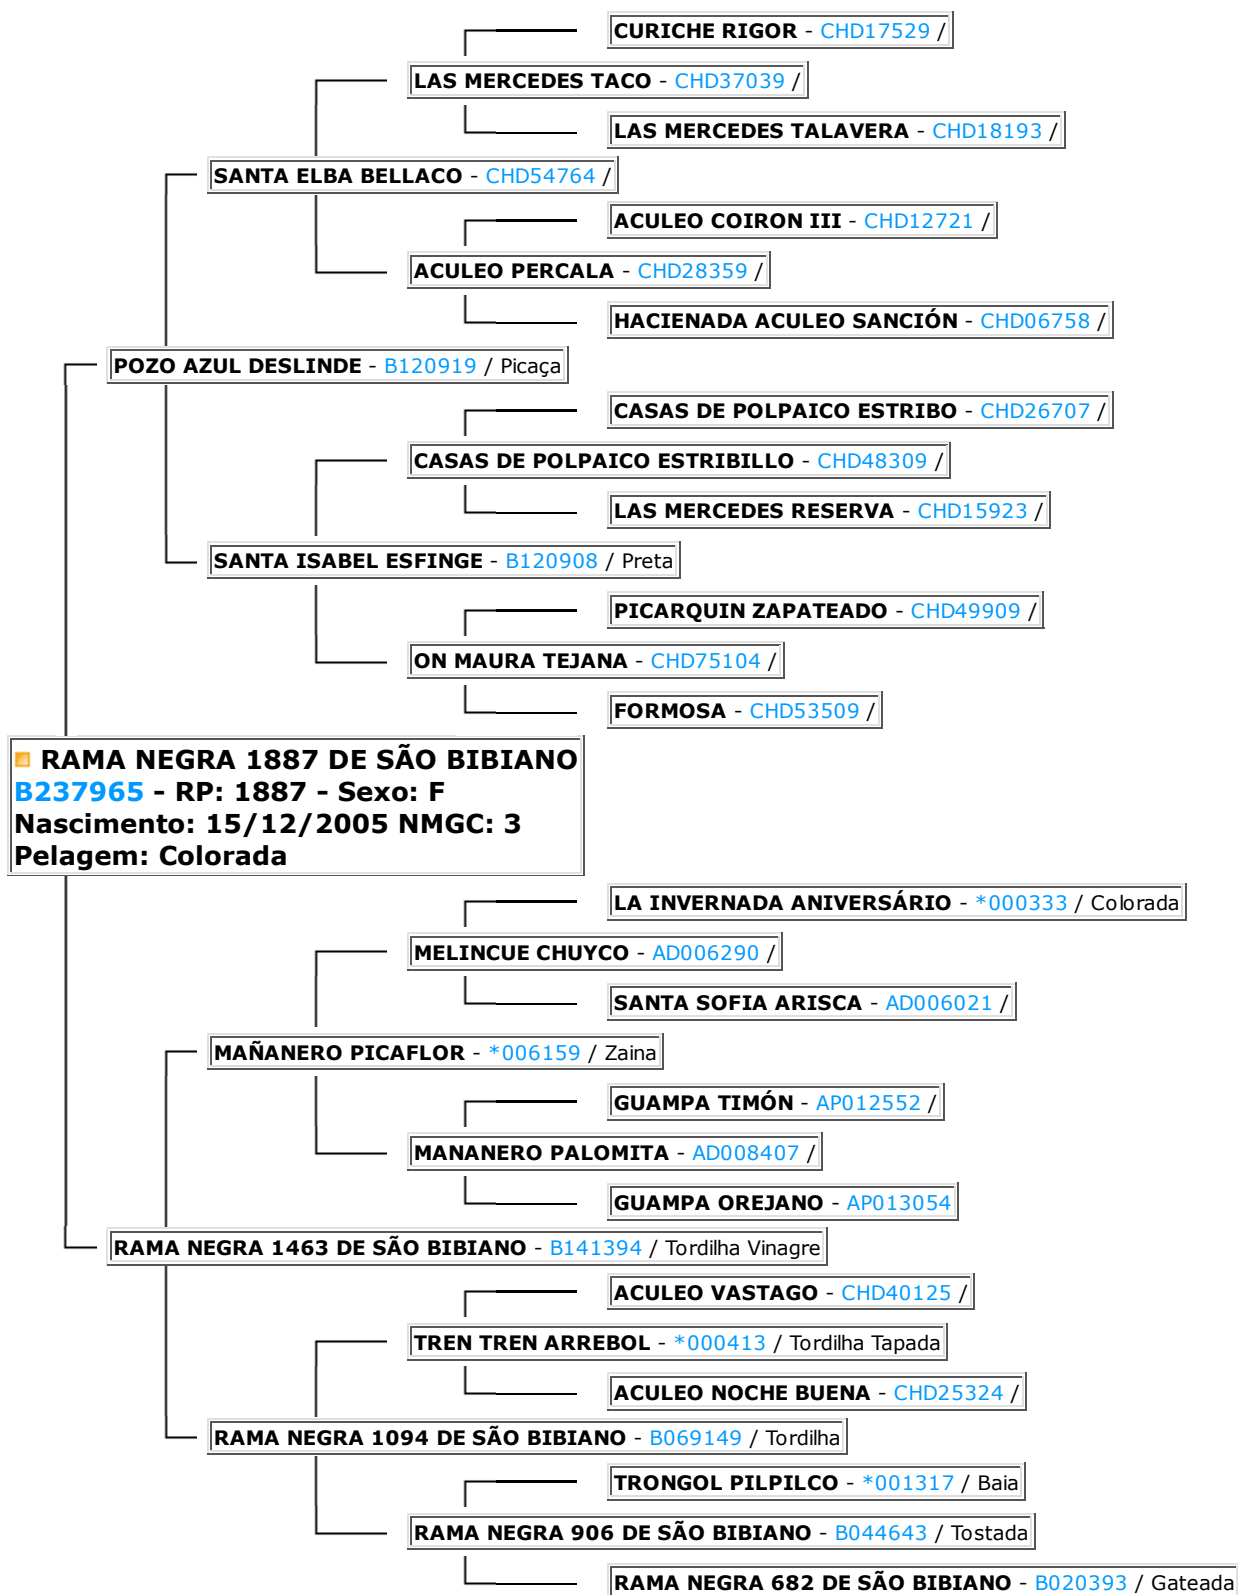 CURICHE RIGOR - CHD17529 /
LAS MERCEDES TACO - CHD37039 /
LAS MERCEDES TALAVERA - CHD18193 /
SANTA ELBA BELLACO - CHD54764 /
ACULEO COIRON III - CHD12721 /
ACULEO PERCALA - CHD28359 /
HACIENADA ACULEO SANCIÓN - CHD06758 /
POZO AZUL DESLINDE - B120919 / Picaça
CASAS DE POLPAICO ESTRIBO - CHD26707 /
CASAS DE POLPAICO ESTRIBILLO - CHD48309 /
LAS MERCEDES RESERVA - CHD15923 /
SANTA ISABEL ESFINGE - B120908 / Preta
PICARQUIN ZAPATEADO - CHD49909 /
ON MAURA TEJANA - CHD75104 /
FORMOSA - CHD53509 /
RAMA NEGRA 1887 DE SÃO BIBIANO
B237965 - RP: 1887 - Sexo: F
Nascimento: 15/12/2005 NMGC: 3
Pelagem: Colorada
LA INVERNADA ANIVERSÁRIO - *000333 / Colorada
MELINCUE CHUYCO - AD006290 /
SANTA SOFIA ARISCA - AD006021 /
MAÑANERO PICAFLOR - *006159 / Zaina
GUAMPA TIMÓN - AP012552 /
MANANERO PALOMITA - AD008407 /
GUAMPA OREJANO - AP013054
RAMA NEGRA 1463 DE SÃO BIBIANO - B141394 / Tordilha Vinagre
ACULEO VASTAGO - CHD40125 /
TREN TREN ARREBOL - *000413 / Tordilha Tapada
ACULEO NOCHE BUENA - CHD25324 /
RAMA NEGRA 1094 DE SÃO BIBIANO - B069149 / Tordilha
TRONGOL PILPILCO - *001317 / Baia
RAMA NEGRA 906 DE SÃO BIBIANO - B044643 / Tostada
RAMA NEGRA 682 DE SÃO BIBIANO - B020393 / Gateada